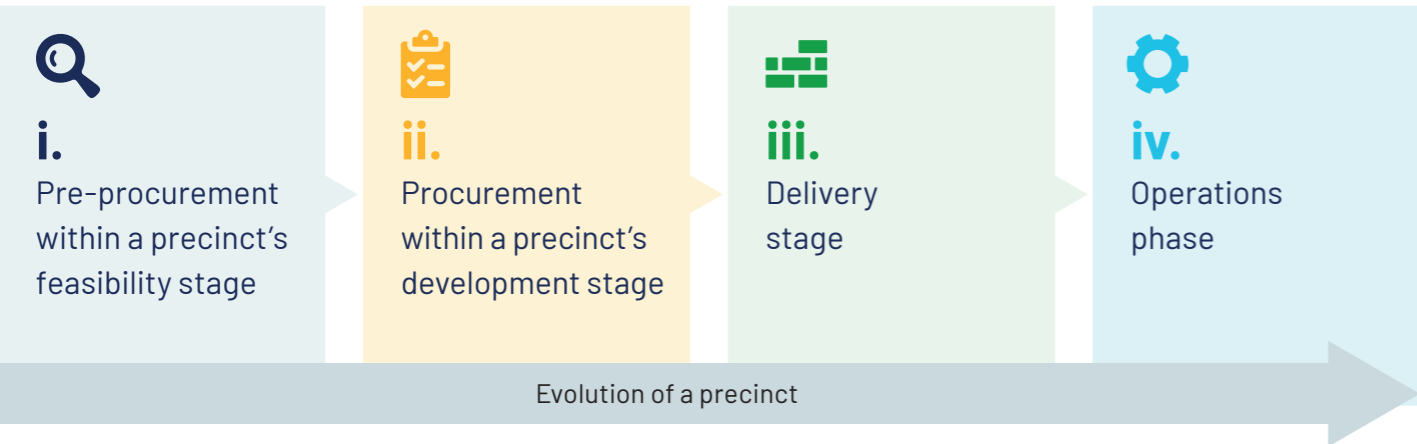 i.
Pre-procurement
within a precinct's
feasibility stage
ii.
Procurement
within a precinct's
development stage
iii.
Delivery
stage
iv.
Operations
phase
Evolution of a precinct